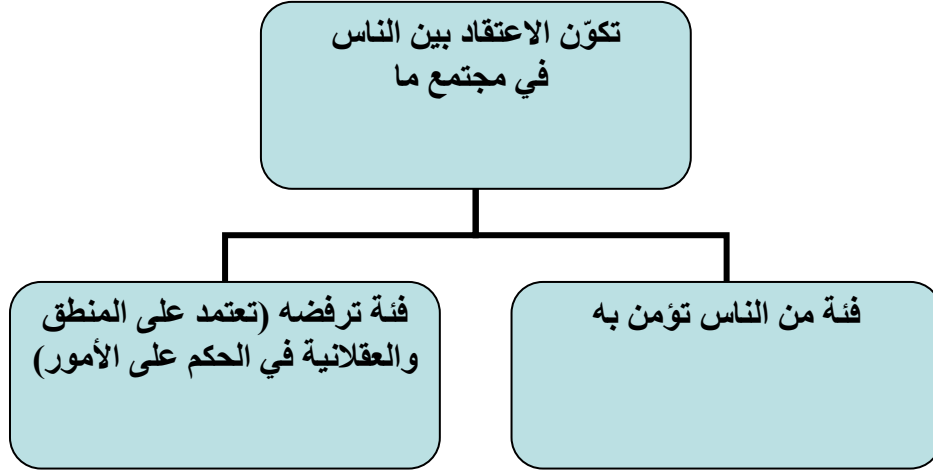 تكوّن الاعتقاد بين الناس
في مجتمع ما
فئة من الناس تؤمن به
فئة ترفضه (تعتمد على المنطق
والعقلانية في الحكم على الأمور)